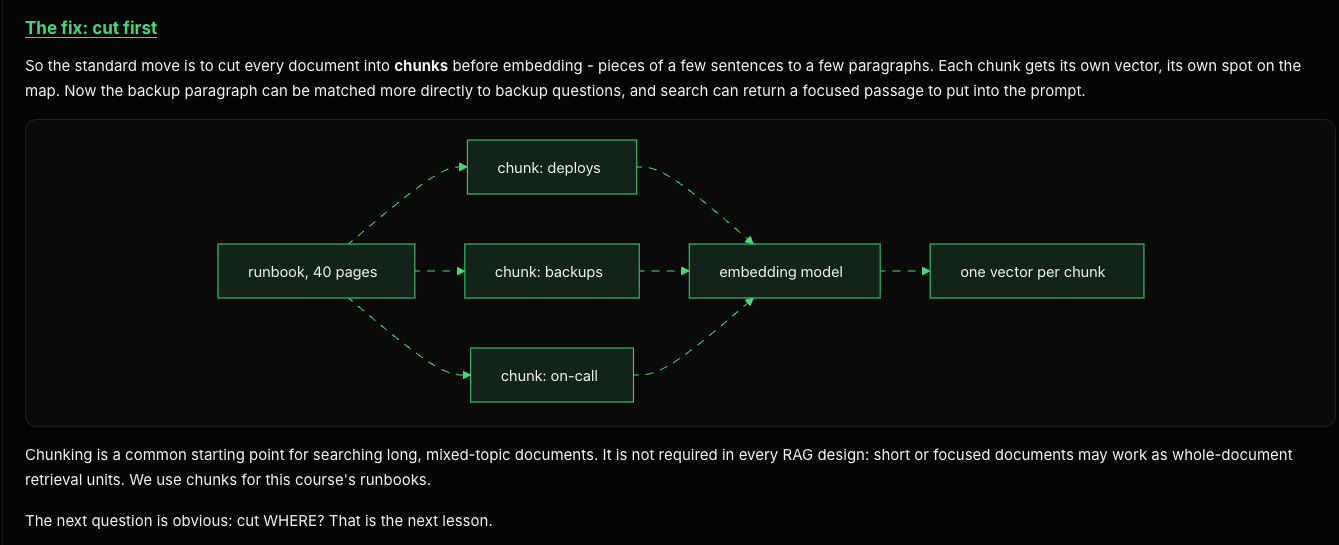 The fix: cut first
So the standard move is to cut every document into chunks before embedding - pieces of a few sentences to a few paragraphs. Each chunk gets its own vector, its own spot on the
map. Now the backup paragraph can be matched more directly to backup questions, and search can return a focused passage to put into the prompt.
chunk: deploys
runbook, 40 pages
chunk: backups
embedding model
one vector per chunk
chunk: on-call
Chunking is a common starting point for searching long, mixed-topic documents. It is not required in every RAG design: short or focused documents may work as whole-document
retrieval units. We use chunks for this course's runbooks.
The next question is obvious: cut WHERE? That is the next lesson.